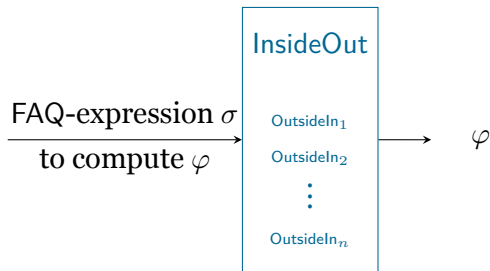 InsideOut
FAQ-expression σ
to compute φ
OutsideIn₁
OutsideIn₂
⋮
OutsideInₙ
φ